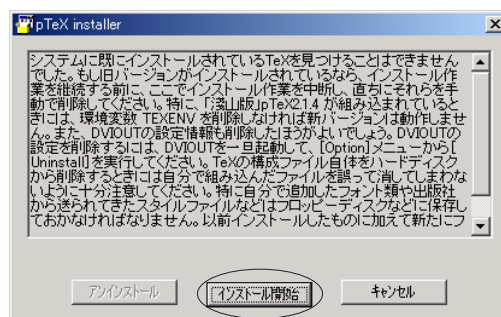 pTeX installer
システムに既にインストールされているTeXを見つけることはできません
でした。もし旧バージョンがインストールされているなら、インストール作
業を継続する前に、ここでインストール作業を中断し、直ちにそれらを手
動で削除してください。特に、「淺山版」pTeX2.1.4 が組み込まれていると
きには、環境変数 TEXENV を削除しなければ新バージョンは動作しませ
ん。また、DVIOUTの設定情報も削除したほうがよいでしょう。DVIOUTの
設定を削除するには、DVIOUTを一旦起動して、[Option]メニューから[
Uninstall]を実行してください。TeXの構成ファイル自体をハードディスク
から削除するときには自分で組み込んだファイルを誤って消してしまわな
いように十分注意してください。特に自分で追加したフォント類や出版社
から送られてきたスタイルファイルなどはフロッピーディスクなどに保存し
ておかなければなりません。以前インストールしたものに加えて新たにフ
アンインストール
インストール開始
キャンセル